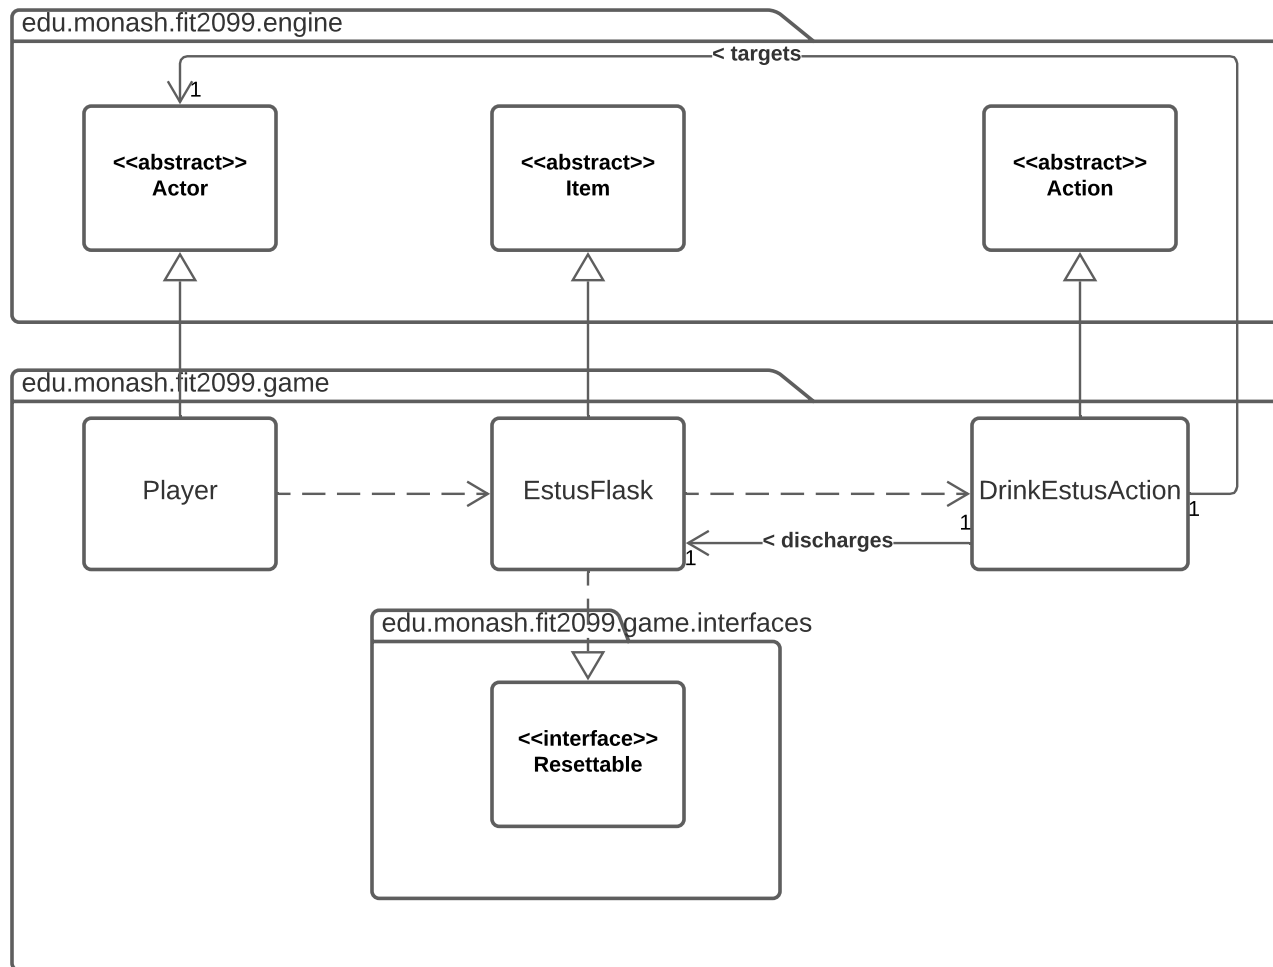 edu.monash.fit2099.engine
< targets
1
<<abstract>>
Actor
<<abstract>>
Item
<<abstract>>
Action
edu.monash.fit2099.game
Player
EstusFlask
DrinkEstusAction
1
1
< discharges
1
edu.monash.fit2099.game.interfaces
<<interface>>
Resettable